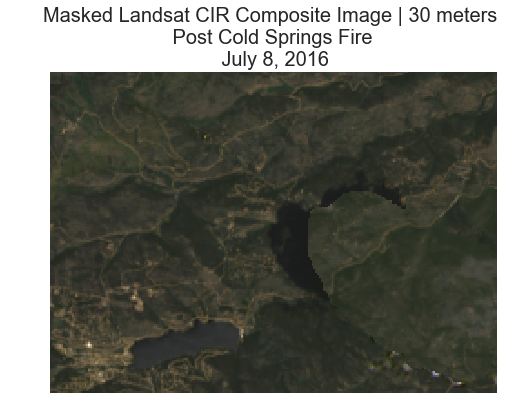 Masked Landsat CIR Composite Image | 30 meters
Post Cold Springs Fire
July 8, 2016